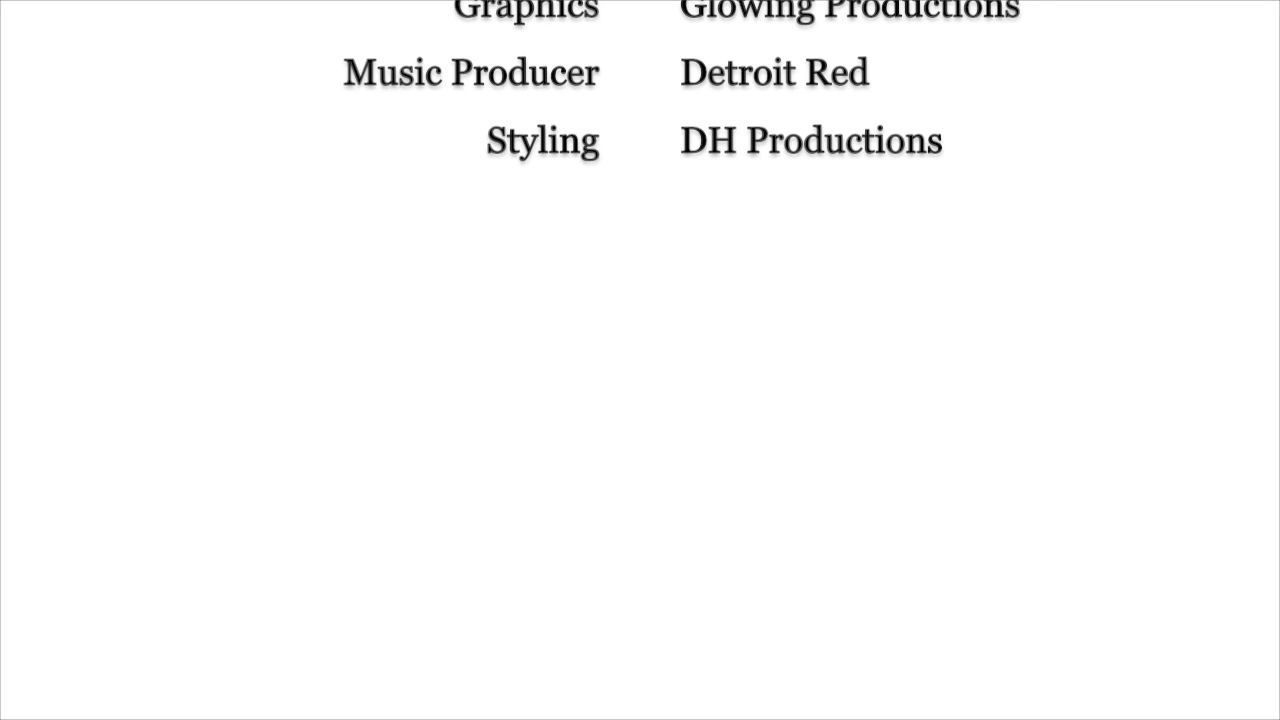 Graphics Glowing Productions
Music Producer Detroit Red
Styling DH Productions